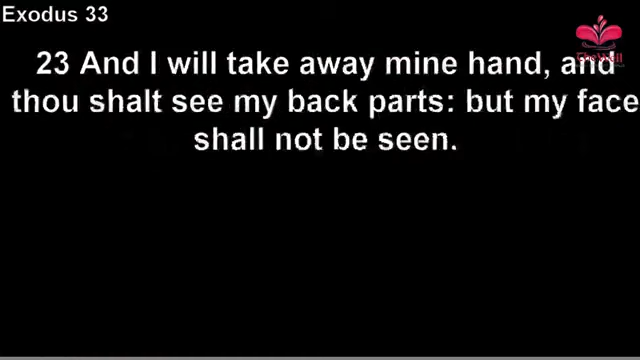 Exodus 33
23 And I will take away mine hand, and
thou shalt see my back parts: but my face
shall not be seen.